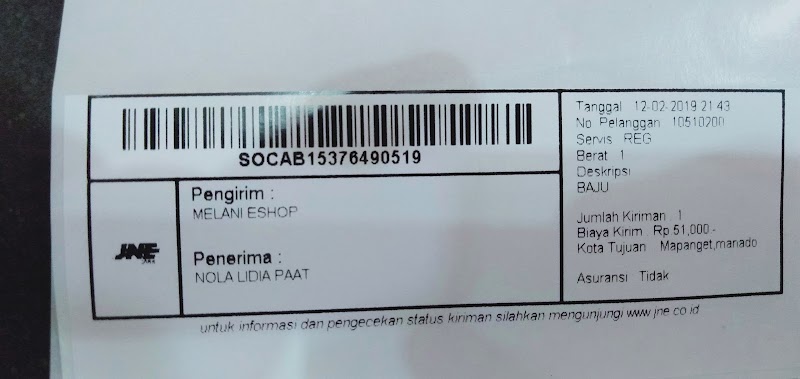 SOCAB15376490519
Pengirim :
MELANI ESHOP
JNE
Penerima :
NOLA LIDIA PAAT
Tanggal 12-02-2019 21:43
No. Pelanggan 10510200
Servis REG
Berat 1
Deskripsi
BAJU
Jumlah Kiriman 1
Biaya Kirim Rp 51,000.-
Kota Tujuan Mapanget,manado
Asuransi Tidak
untuk informasi dan pengecekan status kiriman silahkan mengunjungi www.jne.co.id